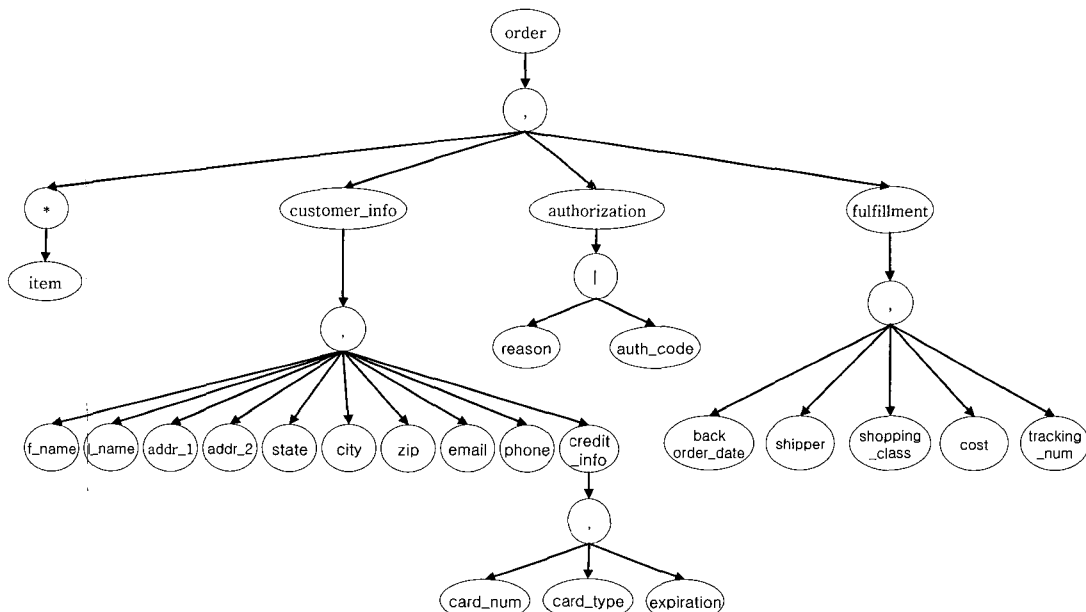 order
,
*
customer_info
authorization
fulfillment
item
|
,
,
reason
auth_code
f_name
l_name
addr_1
addr_2
state
city
zip
email
phone
credit
_info
back
order_date
shipper
shopping
_class
cost
tracking
_num
,
card_num
card_type
expiration